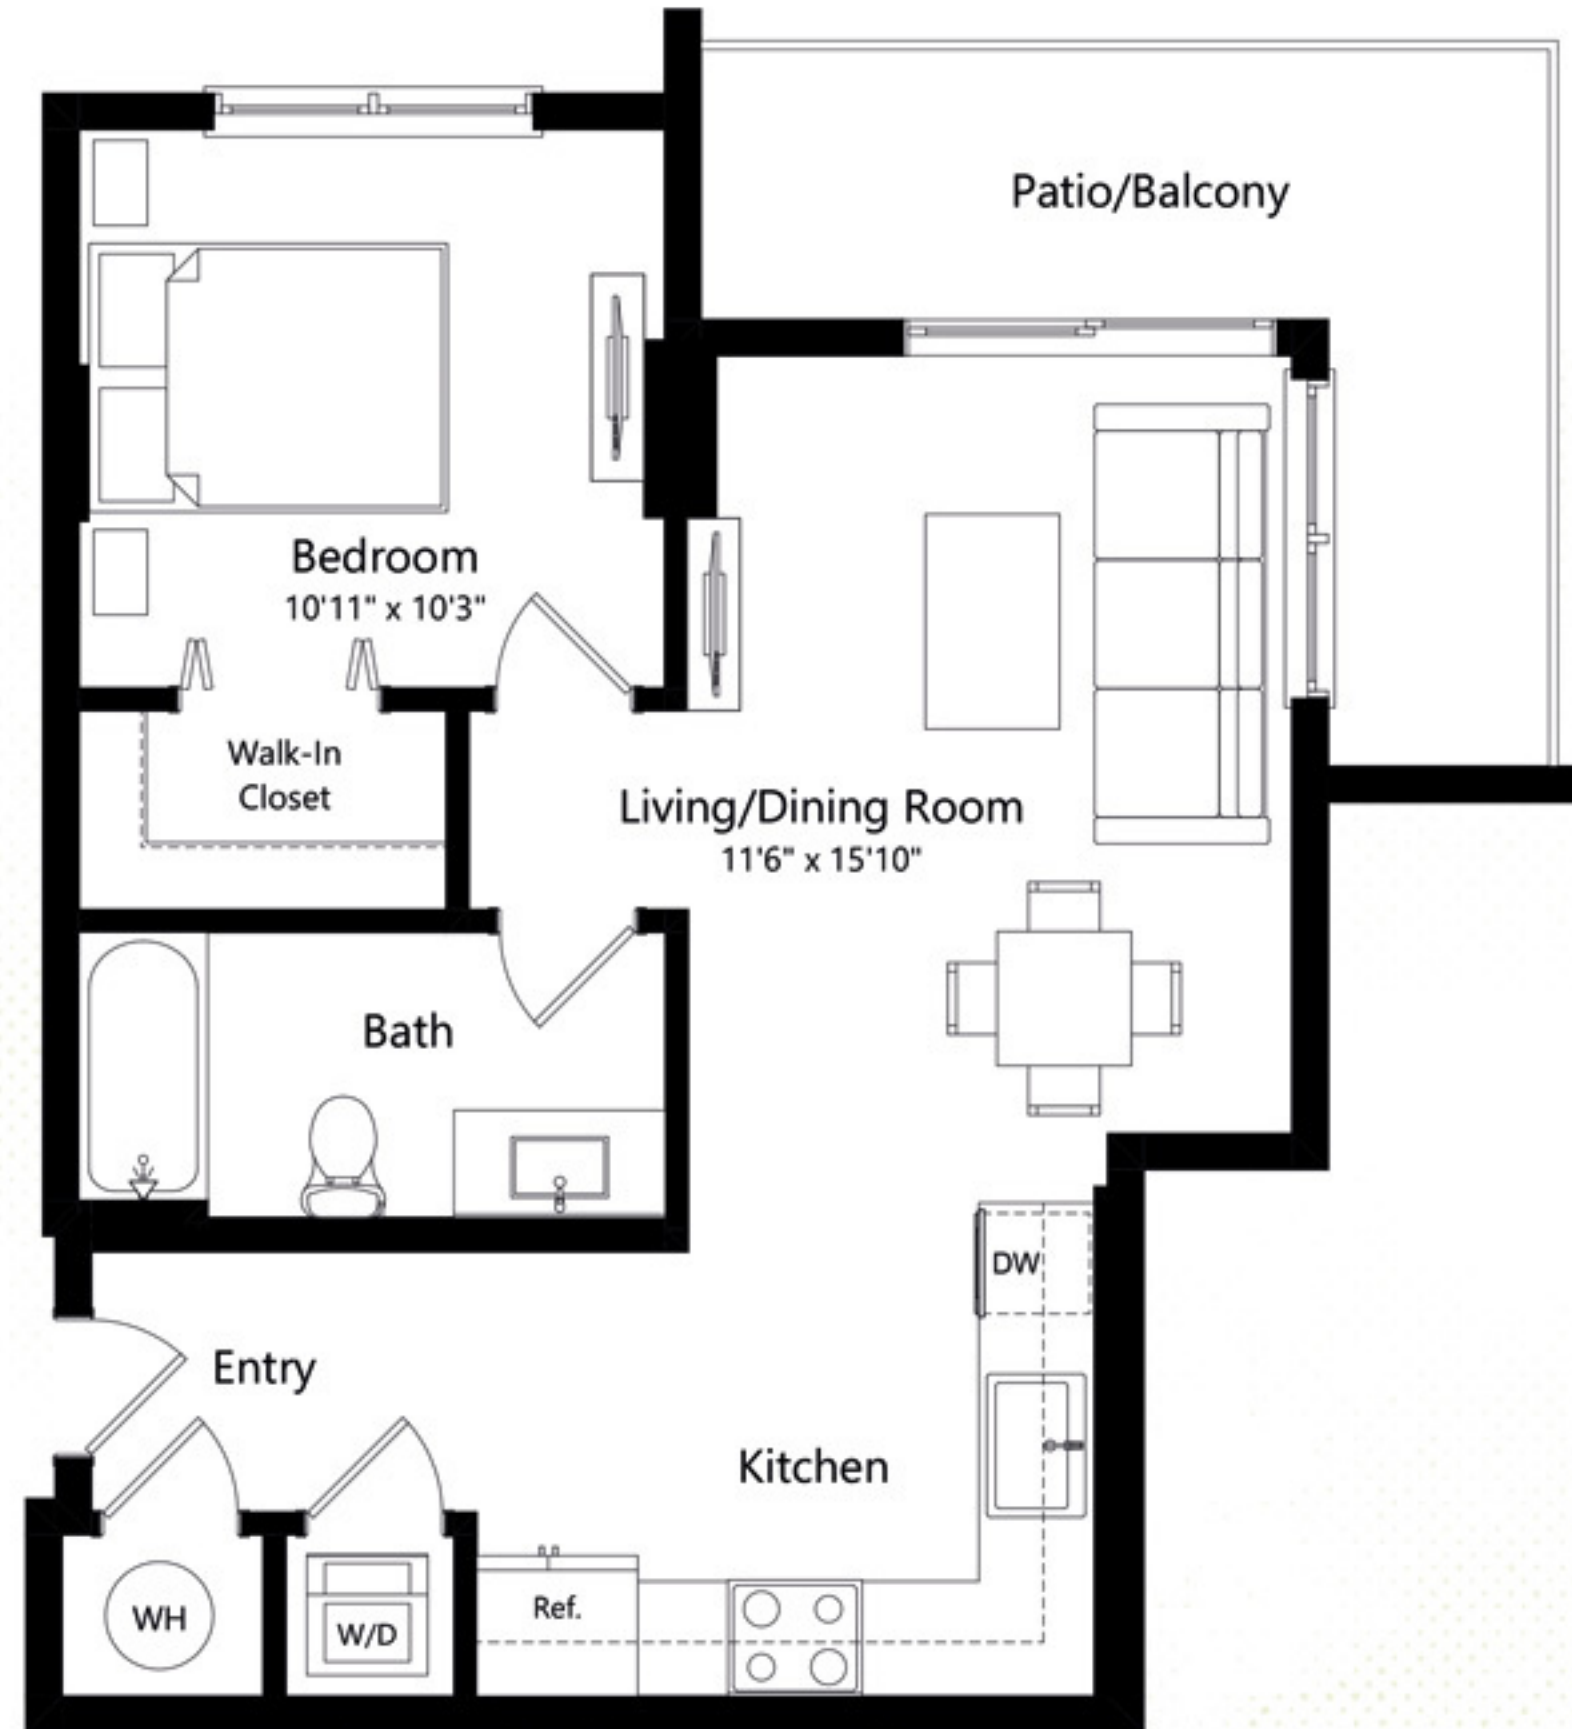 Patio/Balcony
Bedroom
10'11" x 10'3"
Walk-In
Closet
Living/Dining Room
11'6" x 15'10"
Bath
DW
Entry
Kitchen
Ref.
WH
W/D